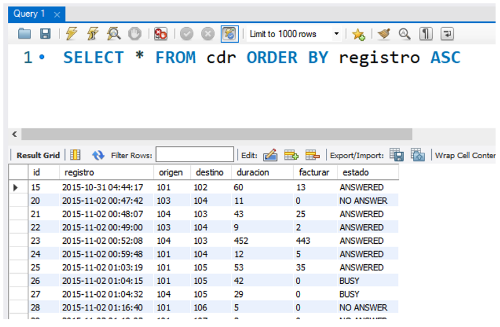 Query 1
Limit to 1000 rows
1 SELECT * FROM cdr ORDER BY registro ASC
Result Grid Filter Rows: Edit: Export/Import: Wrap Cell Conter
id registro origen destino duracion facturar estado
15 2015-10-31 04:44:17 101 102 60 13 ANSWERED
20 2015-11-02 00:47:42 103 104 11 0 NO ANSWER
21 2015-11-02 00:48:07 104 103 43 25 ANSWERED
22 2015-11-02 00:49:00 103 104 9 2 ANSWERED
23 2015-11-02 00:52:08 104 103 452 443 ANSWERED
24 2015-11-02 00:59:48 101 104 12 5 ANSWERED
25 2015-11-02 01:03:19 101 105 53 35 ANSWERED
26 2015-11-02 01:04:15 101 105 42 0 BUSY
27 2015-11-02 01:04:32 104 105 29 0 BUSY
28 2015-11-02 01:16:40 101 106 5 0 NO ANSWER